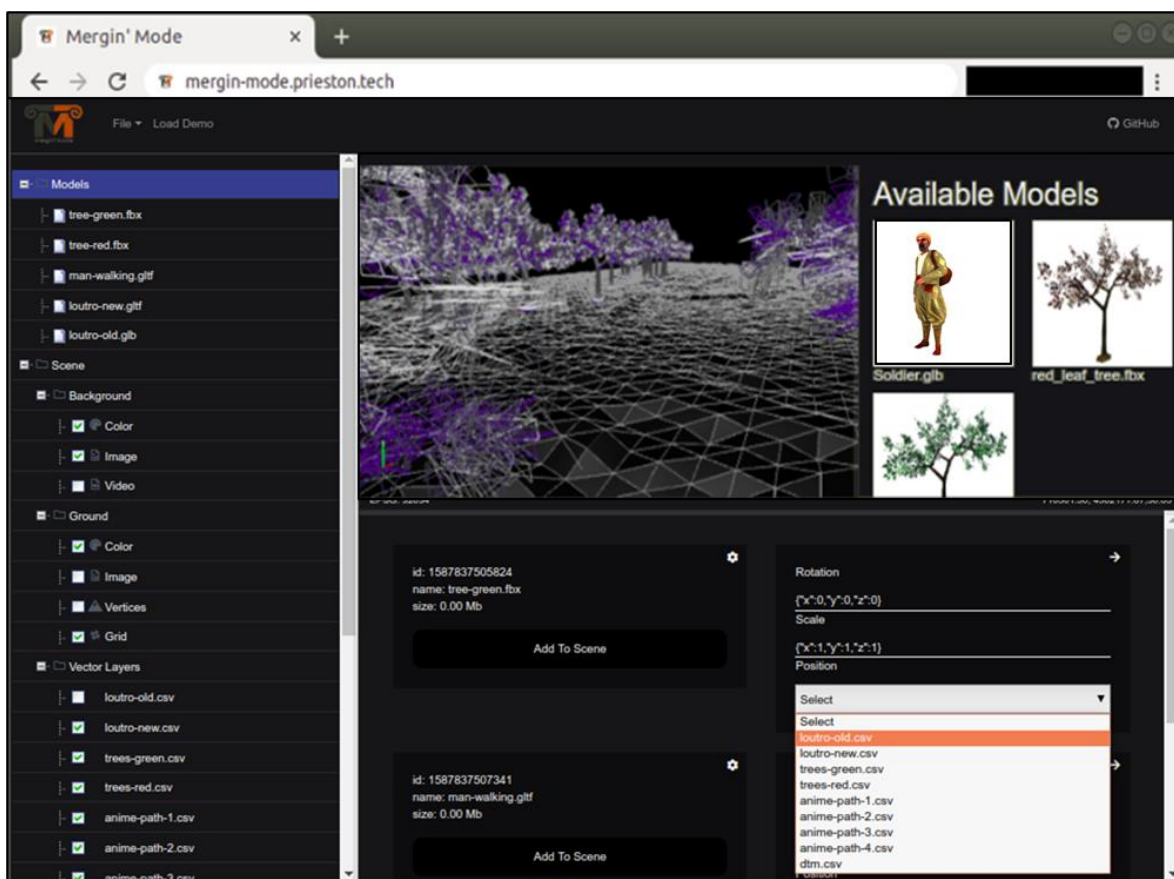 Mergin' Mode
mergin-mode.prieston.tech
File
Load Demo
GitHub
Models
tree-green.fbx
tree-red.fbx
man-walking.gltf
loutro-new.gltf
loutro-old.glb
Scene
Background
Color
Image
Video
Ground
Color
Image
Vertices
Grid
Vector Layers
loutro-old.csv
loutro-new.csv
trees-green.csv
trees-red.csv
anime-path-1.csv
anime-path-2.csv
anime-path-3.csv
Available Models
Soldier.glb
red_leaf_tree.fbx
id: 1587837505824
name: tree-green.fbx
size: 0.00 Mb
Add To Scene
Rotation
{"x":0,"y":0,"z":0}
Scale
{"x":1,"y":1,"z":1}
Position
Select
Select
loutro-old.csv
loutro-new.csv
trees-green.csv
trees-red.csv
anime-path-1.csv
anime-path-2.csv
anime-path-3.csv
anime-path-4.csv
dtm.csv
Position
id: 1587837507341
name: man-walking.gltf
size: 0.00 Mb
Add To Scene